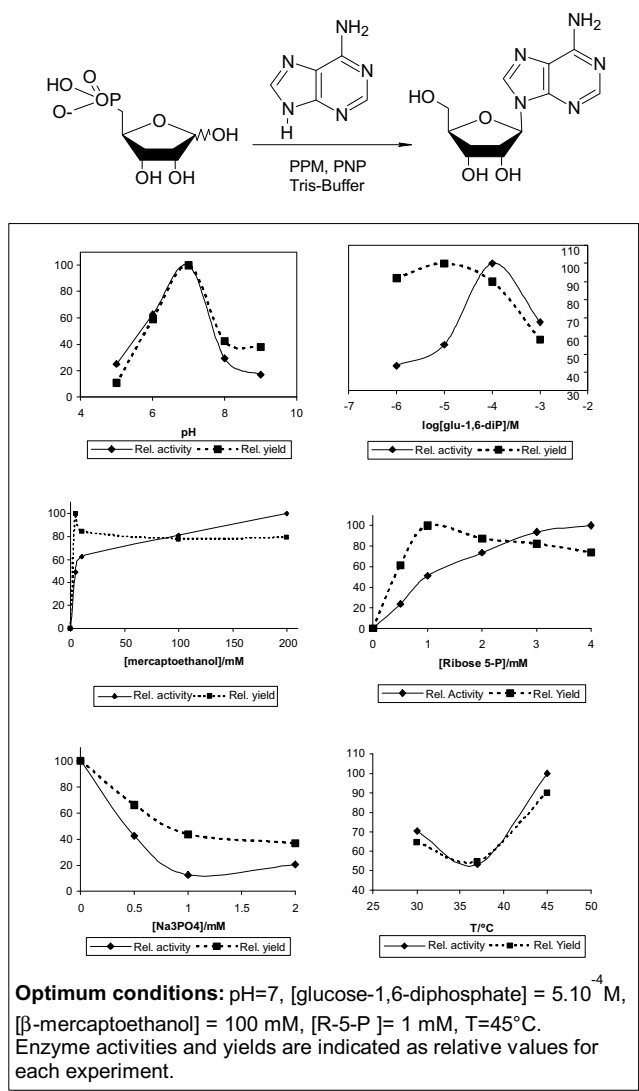 NH2
NH2
N
N
N
N
O
HO
OP
O-
N
N
N
N
H
HO
O
OH
O
OH OH
PPM, PNP
Tris-Buffer
OH OH
100
80
60
40
20
0
4 6 8 10
pH
Rel. activity Rel. yield
110
100
90
80
70
60
50
40
30
-7 -6 -5 -4 -3 -2
log[glu-1,6-diP]/M
Rel. activity Rel. yield
100
80
60
40
20
0
0 50 100 150 200
[mercaptoethanol]/mM
Rel. activity Rel. yield
100
80
60
40
20
0
0 1 2 3 4
[Ribose 5-P]/mM
Rel. Activity Rel. Yield
100
80
60
40
20
0
0 0.5 1 1.5 2
[Na3PO4]/mM
Rel. activity Rel. yield
110
100
90
80
70
60
50
40
25 30 35 40 45 50
T/ºC
Rel. activity Rel. Yield
Optimum conditions: pH=7, [glucose-1,6-diphosphate] = 5.10-4M,
[β-mercaptoethanol] = 100 mM, [R-5-P ]= 1 mM, T=45°C.
Enzyme activities and yields are indicated as relative values for
each experiment.